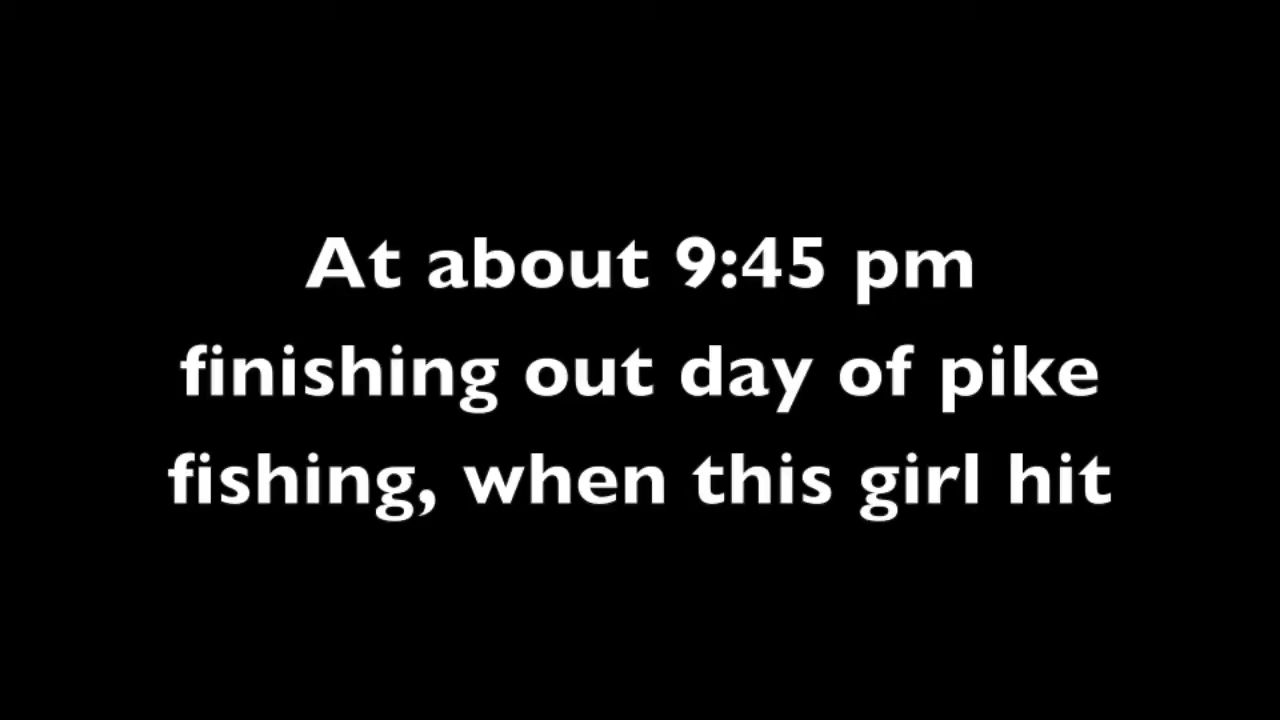 At about 9:45 pm
finishing out day of pike
fishing, when this girl hit